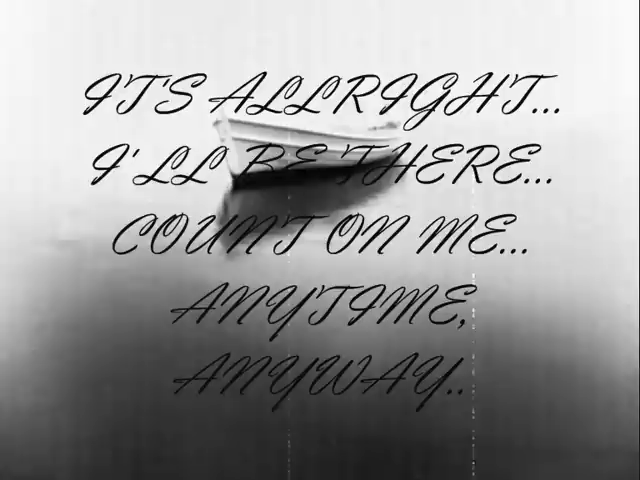 IT'S ALLRIGHT...
I'LL BE THERE...
COUNT ON ME...
ANYTIME,
ANYWAY..